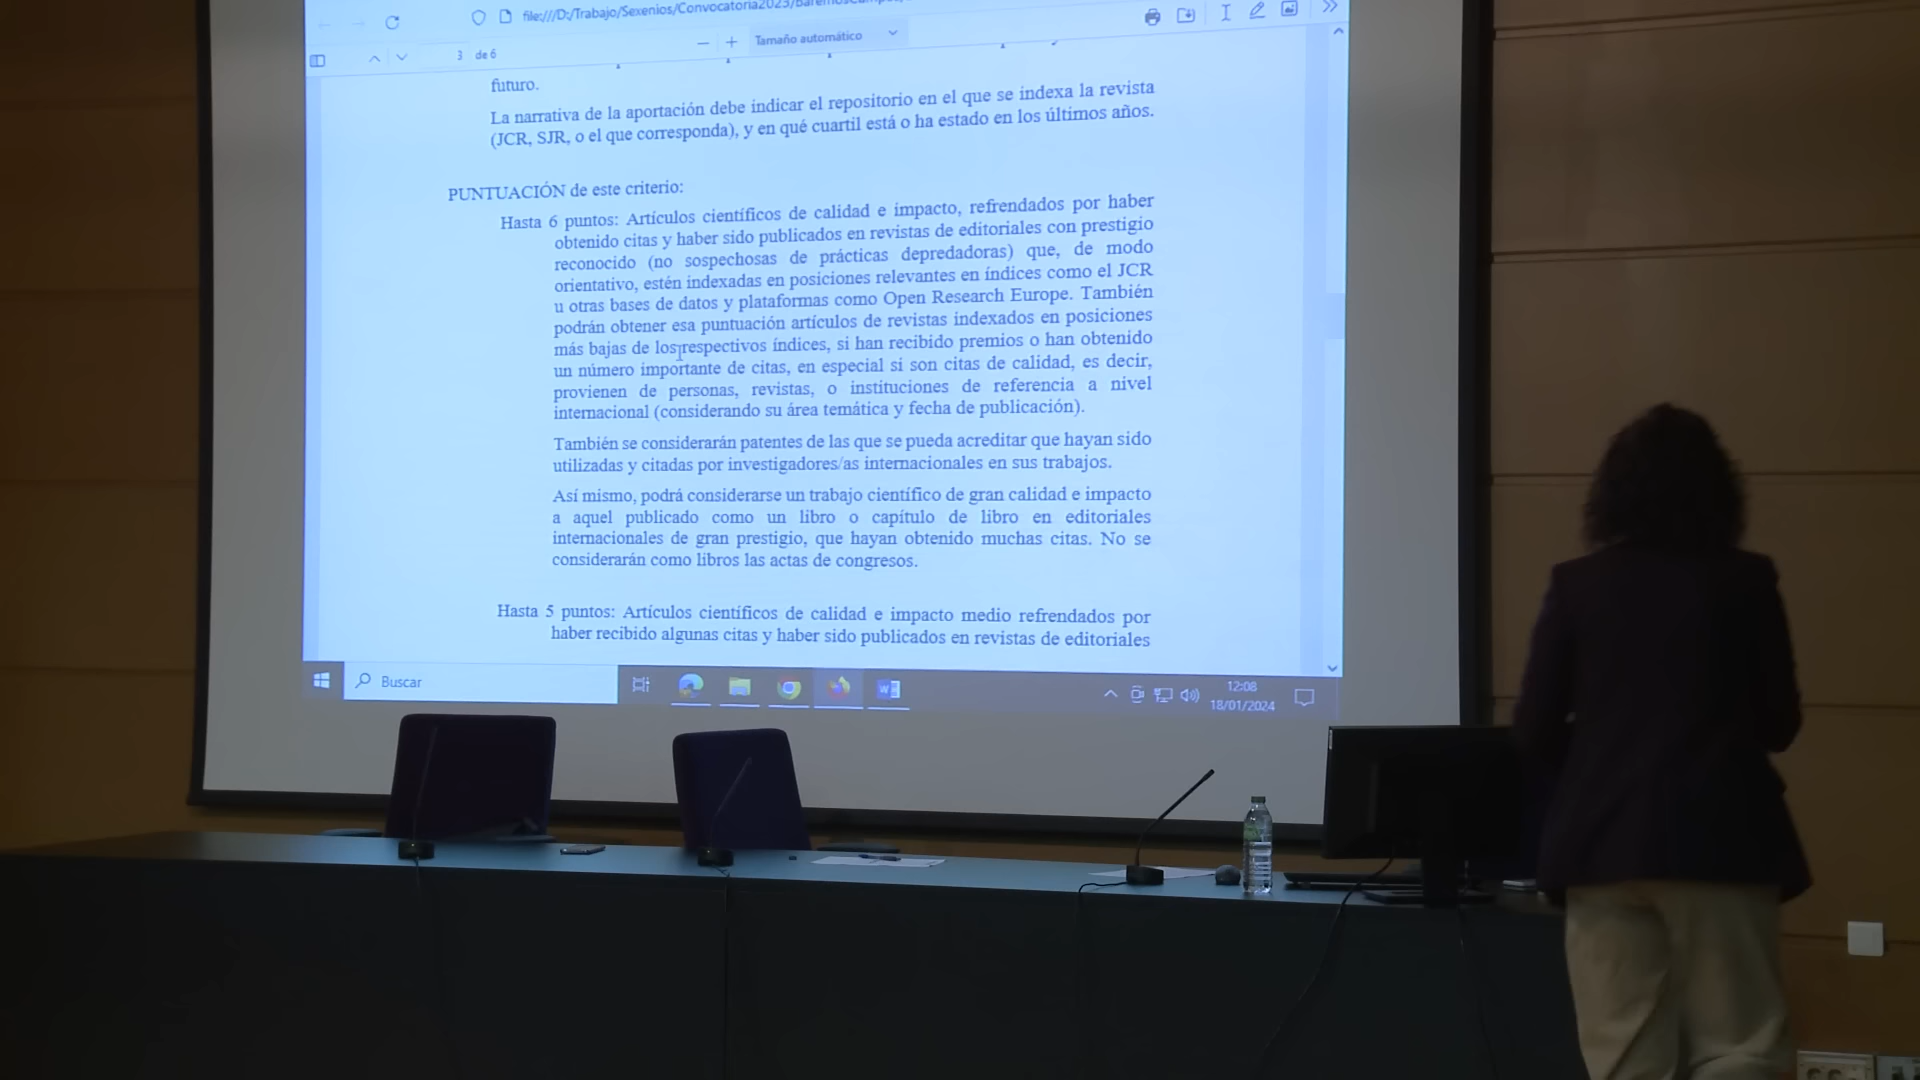 file:///D:/Trabajo/Sexenios/Convocatoria2023/
3 de 6
Tamaño automático
futuro.
La narrativa de la aportación debe indicar el repositorio en el que se indexa la revista
(JCR, SJR, o el que corresponda), y en qué cuartil está o ha estado en los últimos años.
PUNTUACIÓN de este criterio:
Hasta 6 puntos: Artículos científicos de calidad e impacto, refrendados por haber
obtenido citas y haber sido publicados en revistas de editoriales con prestigio
reconocido (no sospechosas de prácticas depredadoras) que, de modo
orientativo, estén indexadas en posiciones relevantes en índices como el JCR
u otras bases de datos y plataformas como Open Research Europe. También
podrán obtener esa puntuación artículos de revistas indexados en posiciones
más bajas de los respectivos índices, si han recibido premios o han obtenido
un número importante de citas, en especial si son citas de calidad, es decir,
provienen de personas, revistas, o instituciones de referencia a nivel
internacional (considerando su área temática y fecha de publicación).
También se considerarán patentes de las que se pueda acreditar que hayan sido
utilizadas y citadas por investigadores/as internacionales en sus trabajos.
Así mismo, podrá considerarse un trabajo científico de gran calidad e impacto
a aquel publicado como un libro o capítulo de libro en editoriales
internacionales de gran prestigio, que hayan obtenido muchas citas. No se
considerarán como libros las actas de congresos.
Hasta 5 puntos: Artículos científicos de calidad e impacto medio refrendados por
haber recibido algunas citas y haber sido publicados en revistas de editoriales
Buscar
12:08
18/01/2024